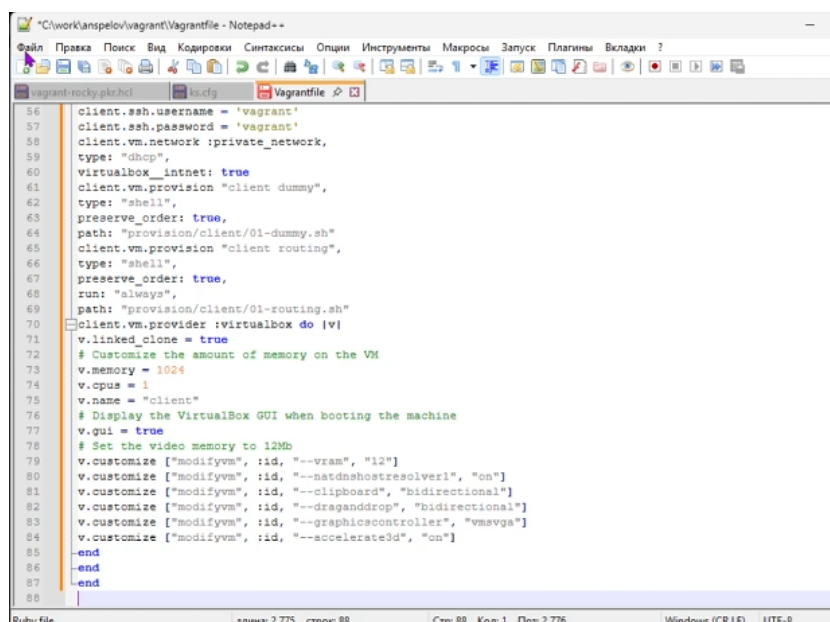 *C:\work\anspelov\vagrant\Vagrantfile - Notepad++
Файл Правка Поиск Вид Кодировки Синтаксисы Опции Инструменты Макросы Запуск Плагины Вкладки ?
vagrant-rocky.pkr.hcl ks.cfg Vagrantfile
56 client.ssh.username = 'vagrant'
57 client.ssh.password = 'vagrant'
58 client.vm.network :private_network,
59 type: "dhcp",
60 virtualbox__intnet: true
61 client.vm.provision "client dummy",
62 type: "shell",
63 preserve_order: true,
64 path: "provision/client/01-dummy.sh"
65 client.vm.provision "client routing",
66 type: "shell",
67 preserve_order: true,
68 run: "always",
69 path: "provision/client/01-routing.sh"
70 client.vm.provider :virtualbox do |v|
71 v.linked_clone = true
72 # Customize the amount of memory on the VM
73 v.memory = 1024
74 v.cpus = 1
75 v.name = "client"
76 # Display the VirtualBox GUI when booting the machine
77 v.gui = true
78 # Set the video memory to 12Mb
79 v.customize ["modifyvm", :id, "--vram", "12"]
80 v.customize ["modifyvm", :id, "--natdnshostresolver1", "on"]
81 v.customize ["modifyvm", :id, "--clipboard", "bidirectional"]
82 v.customize ["modifyvm", :id, "--draganddrop", "bidirectional"]
83 v.customize ["modifyvm", :id, "--graphicscontroller", "vmsvga"]
84 v.customize ["modifyvm", :id, "--accelerate3d", "on"]
85 end
86 end
87 end
88
Ruby file длина: 2 775 строк: 88 Стр: 88 Кол: 1 Поз: 2 776 Windows (CR LF) UTF-8